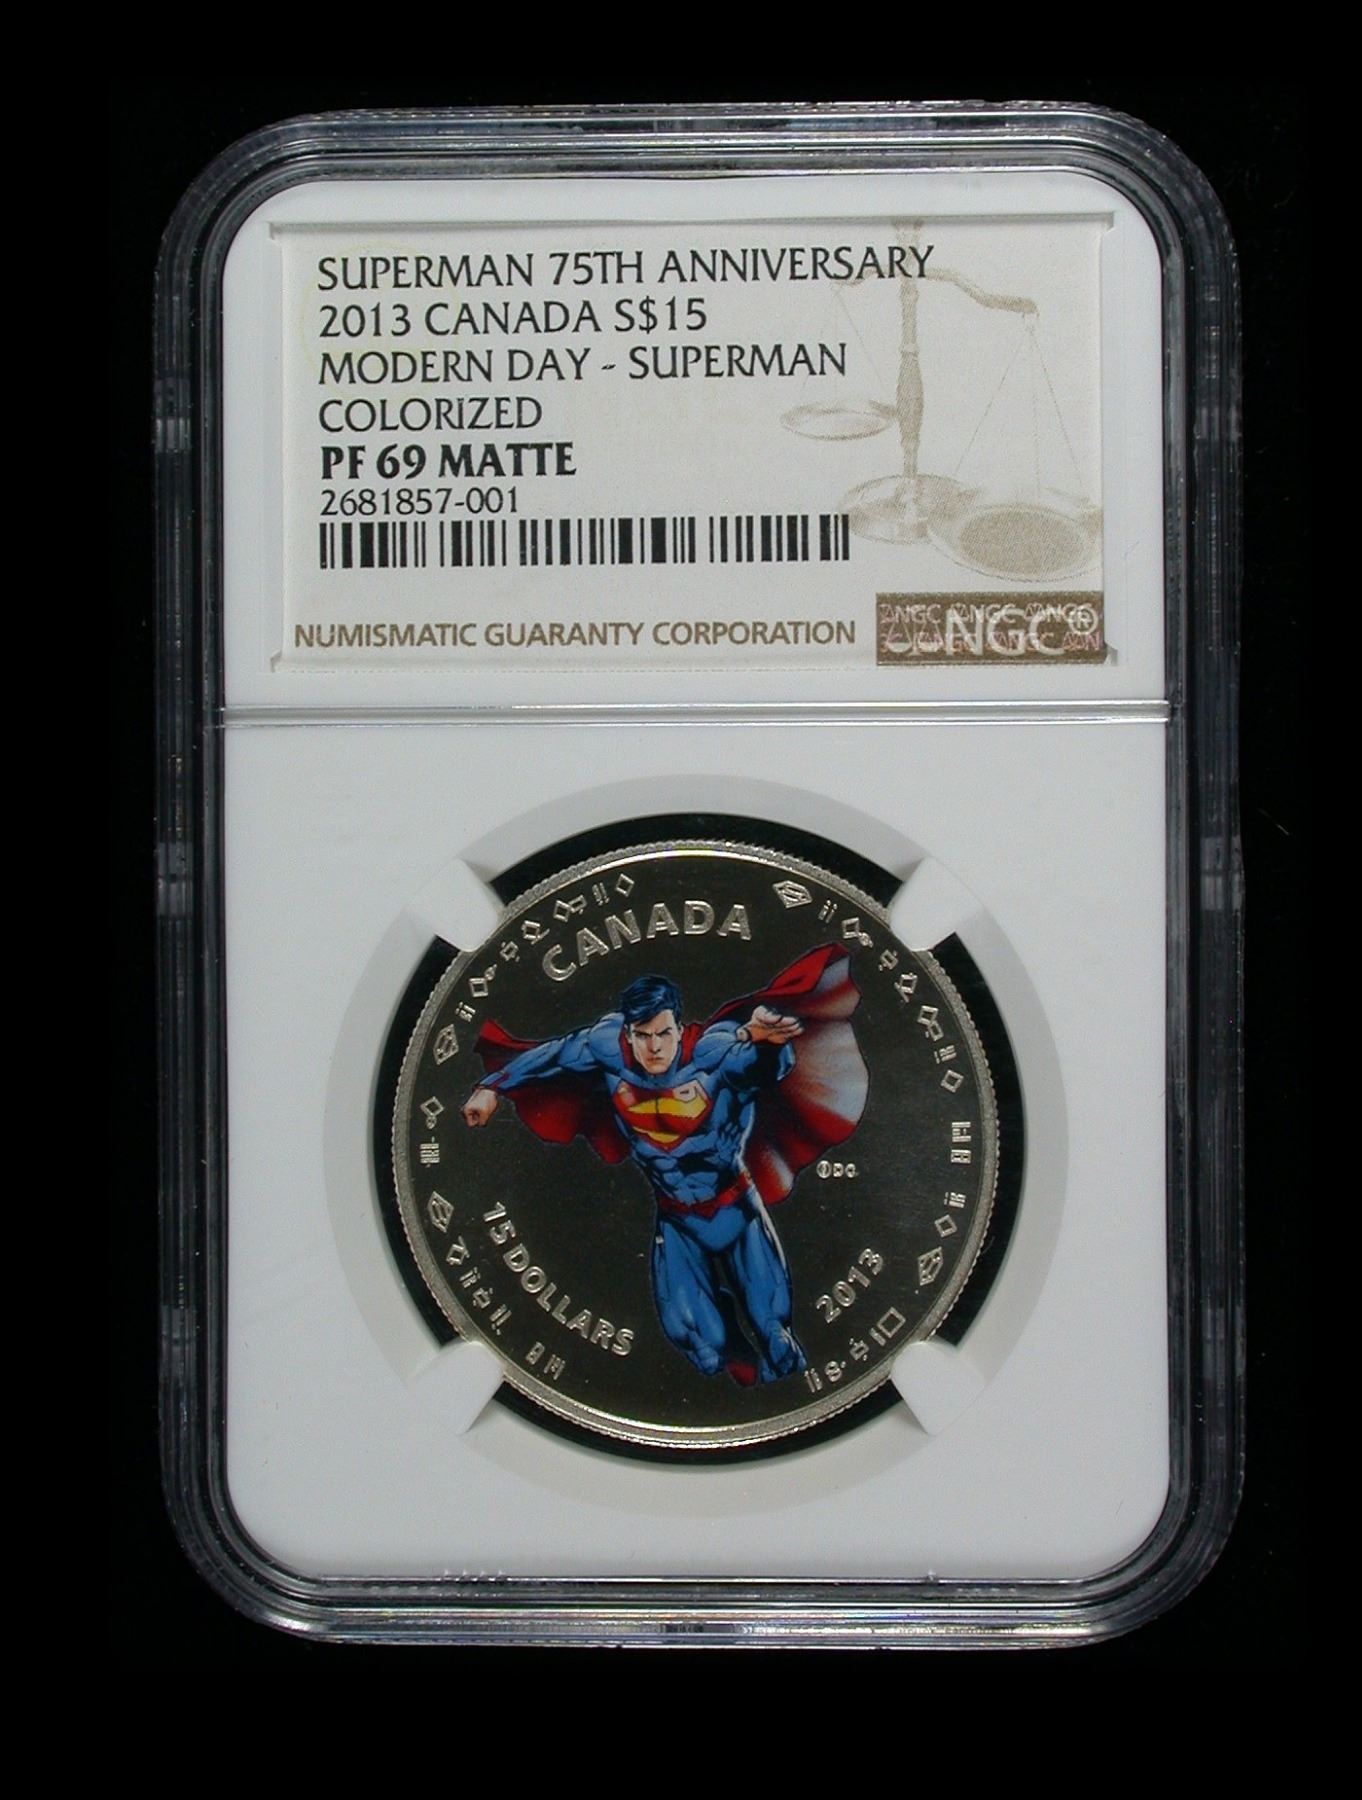 SUPERMAN 75TH ANNIVERSARY
2013 CANADA S$15
MODERN DAY - SUPERMAN
COLORIZED
PF 69 MATTE
2681857-001
NUMISMATIC GUARANTY CORPORATION
NGC
CANADA
DC
15 DOLLARS
2013